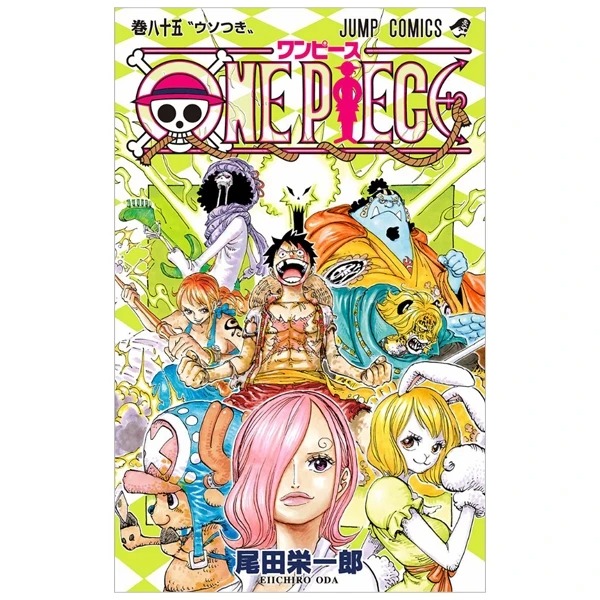 巻八十五 〝ウソつき〟
JUMP COMICS
ワンピース
ONE PIECE
尾田栄一郎
EIICHIRO ODA